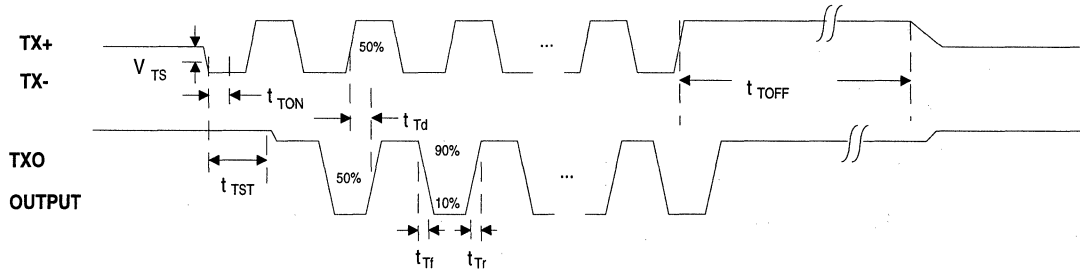 TX+
TX-
V TS
50%
...
t TON
t TOFF
t Td
TXO
OUTPUT
t TST
50%
90%
10%
...
t Tf
t Tr